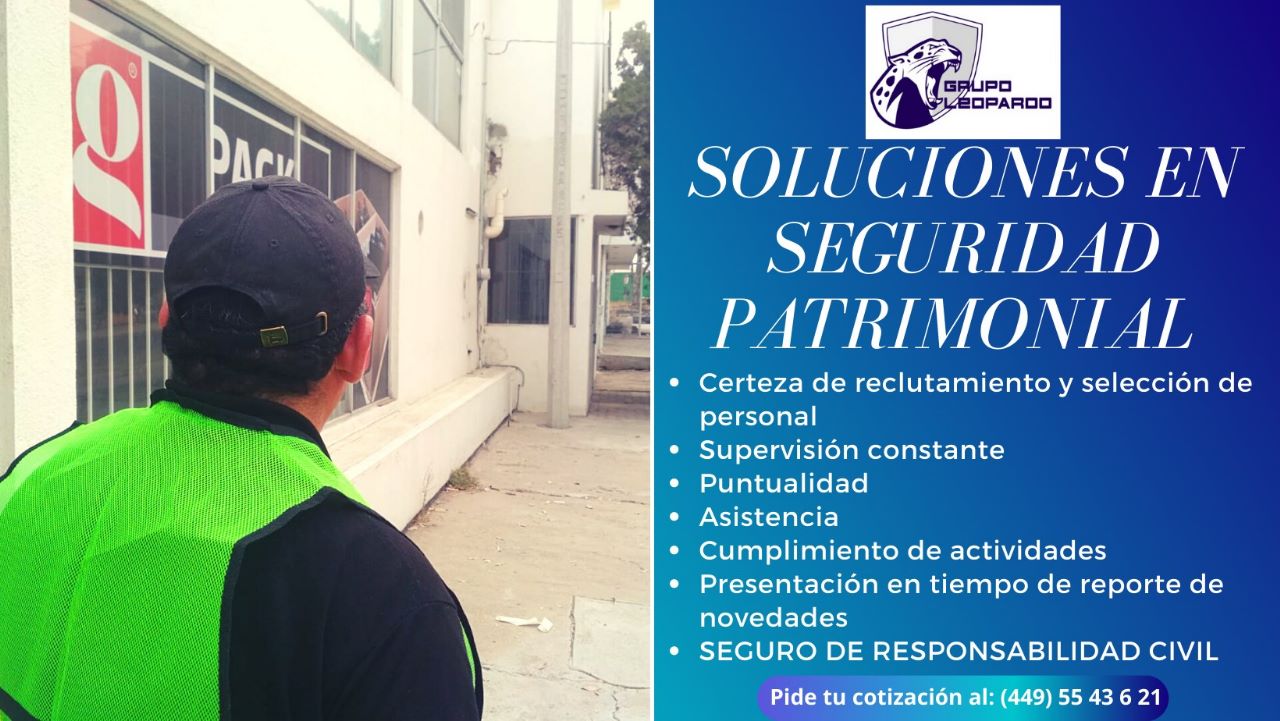 g
®
PACK
GRUPO
LEOPARDO
SOLUCIONES EN
SEGURIDAD
PATRIMONIAL
• Certeza de reclutamiento y selección de
personal
• Supervisión constante
• Puntualidad
• Asistencia
• Cumplimiento de actividades
• Presentación en tiempo de reporte de
novedades
• SEGURO DE RESPONSABILIDAD CIVIL
Pide tu cotización al: (449) 55 43 6 21